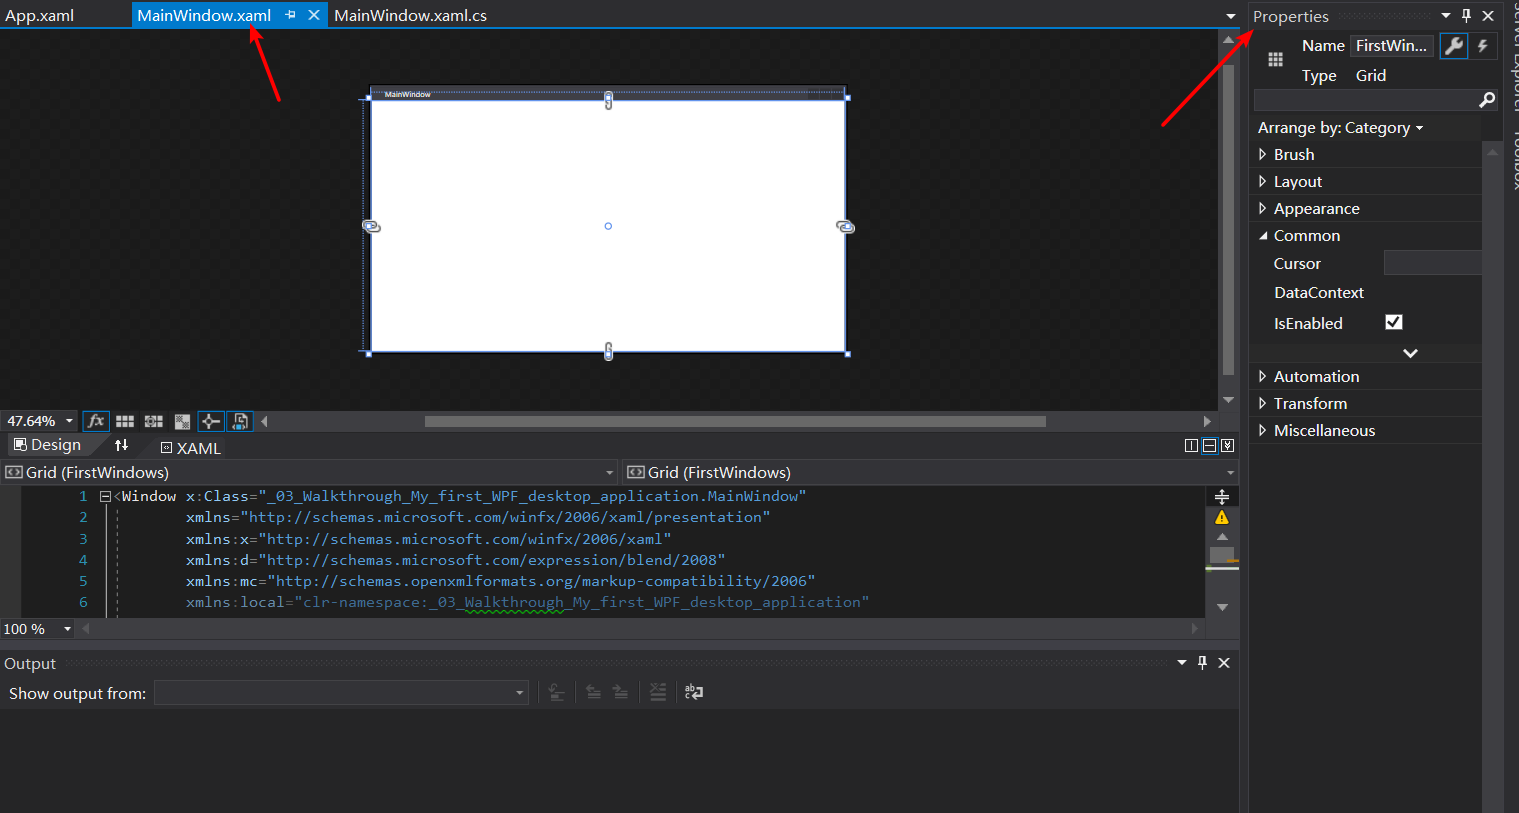 App.xaml
MainWindow.xaml
MainWindow.xaml.cs
MainWindow
47.64%
fx
Design
XAML
Grid (FirstWindows)
Grid (FirstWindows)
1 <Window x:Class="_03_Walkthrough_My_first_WPF_desktop_application.MainWindow"
2 xmlns="http://schemas.microsoft.com/winfx/2006/xaml/presentation"
3 xmlns:x="http://schemas.microsoft.com/winfx/2006/xaml"
4 xmlns:d="http://schemas.microsoft.com/expression/blend/2008"
5 xmlns:mc="http://schemas.openxmlformats.org/markup-compatibility/2006"
6 xmlns:local="clr-namespace:_03_Walkthrough_My_first_WPF_desktop_application"
100 %
Output
Show output from:
Properties
Name FirstWin...
Type Grid
Arrange by: Category
Brush
Layout
Appearance
Common
Cursor
DataContext
IsEnabled
Automation
Transform
Miscellaneous
Server Explorer
Toolbox